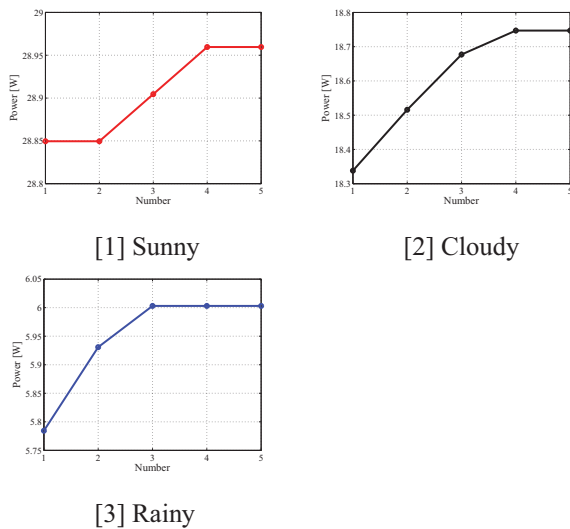 29
28.95
28.9
28.85
28.8
Power [W]
1 2 3 4 5
Number
[1] Sunny
18.8
18.7
18.6
18.5
18.4
18.3
Power [W]
1 2 3 4 5
Number
[2] Cloudy
6.05
6
5.95
5.9
5.85
5.8
5.75
Power [W]
1 2 3 4 5
Number
[3] Rainy